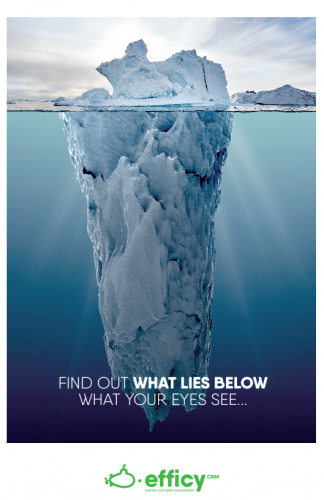 FIND OUT WHAT LIES BELOW
WHAT YOUR EYES SEE...
efficy CRM